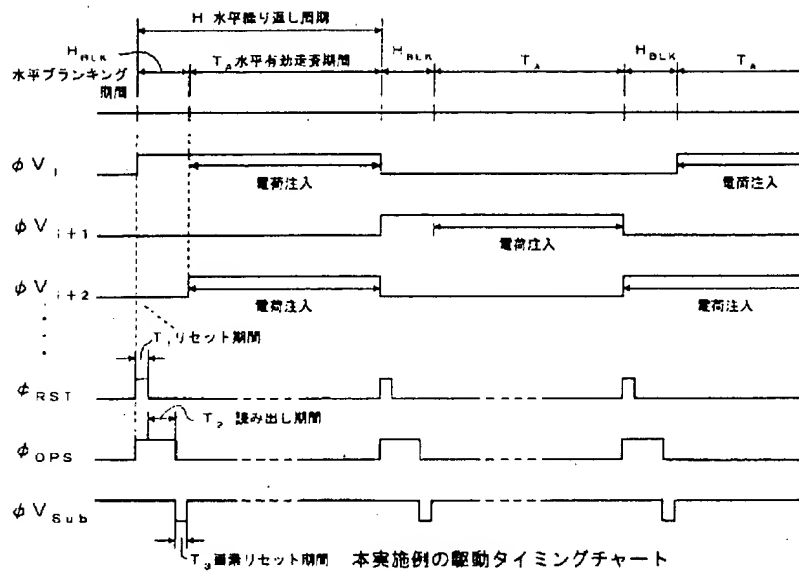 H 水平繰り返し周期
H_BLK
水平ブランキング
期間
T_A 水平有効走査期間
H_BLK
T_A
H_BLK
T_A
φV_i
電荷注入
電荷注入
φV_{i+1}
電荷注入
φV_{i+2}
電荷注入
電荷注入
T_1 リセット期間
φ_RST
T_2 読み出し期間
φ_OPS
φV_Sub
T_3 画素リセット期間
本実施例の駆動タイミングチャート